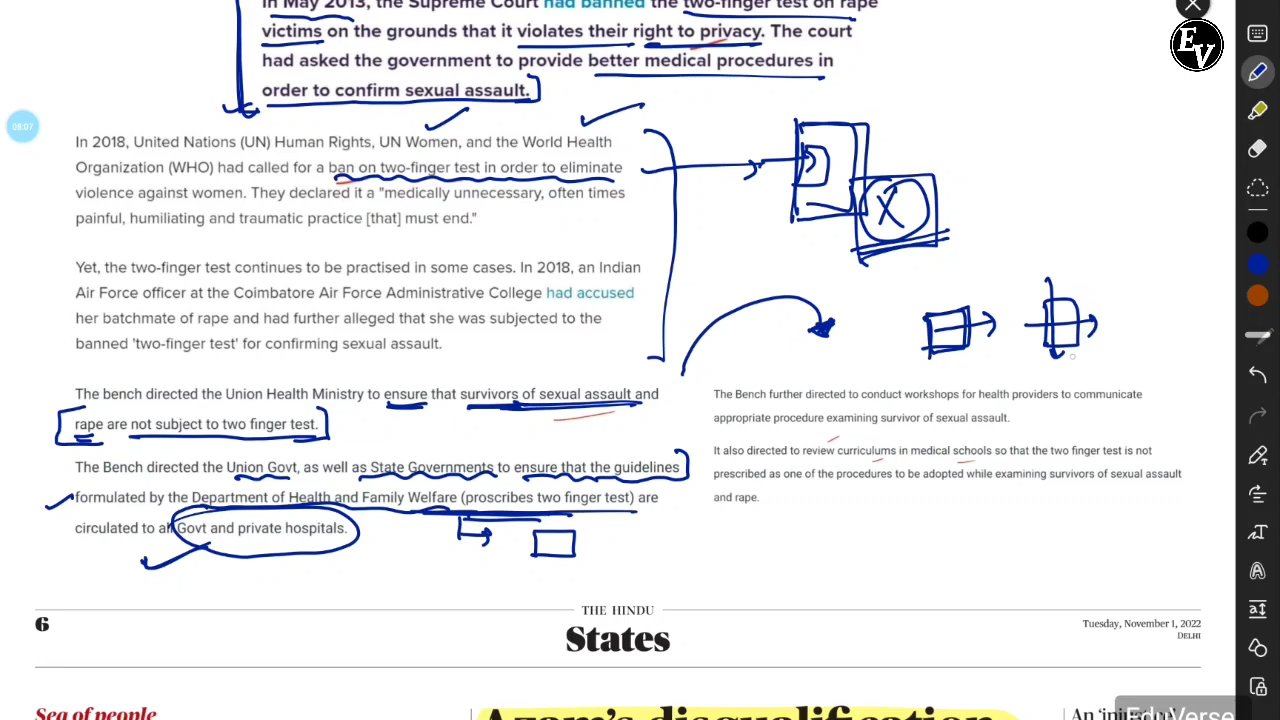 In May 2013, the Supreme Court had banned the two-finger test on rape
victims on the grounds that it violates their right to privacy. The court
had asked the government to provide better medical procedures in
order to confirm sexual assault.
EV
08:07
In 2018, United Nations (UN) Human Rights, UN Women, and the World Health
Organization (WHO) had called for a ban on two-finger test in order to eliminate
violence against women. They declared it a "medically unnecessary, often times
painful, humiliating and traumatic practice [that] must end."
X
Yet, the two-finger test continues to be practised in some cases. In 2018, an Indian
Air Force officer at the Coimbatore Air Force Administrative College had accused
her batchmate of rape and had further alleged that she was subjected to the
banned 'two-finger test' for confirming sexual assault.
The bench directed the Union Health Ministry to ensure that survivors of sexual assault and
rape are not subject to two finger test.
The Bench directed the Union Govt, as well as State Governments to ensure that the guidelines
formulated by the Department of Health and Family Welfare (proscribes two finger test) are
circulated to all Govt and private hospitals.
The Bench further directed to conduct workshops for health providers to communicate
appropriate procedure examining survivor of sexual assault.
It also directed to review curriculums in medical schools so that the two finger test is not
prescribed as one of the procedures to be adopted while examining survivors of sexual assault
and rape.
6
THE HINDU
States
Tuesday, November 1, 2022
DELHI
Sea of people
Azam's disqualification
An 'initiated'
EduVerse